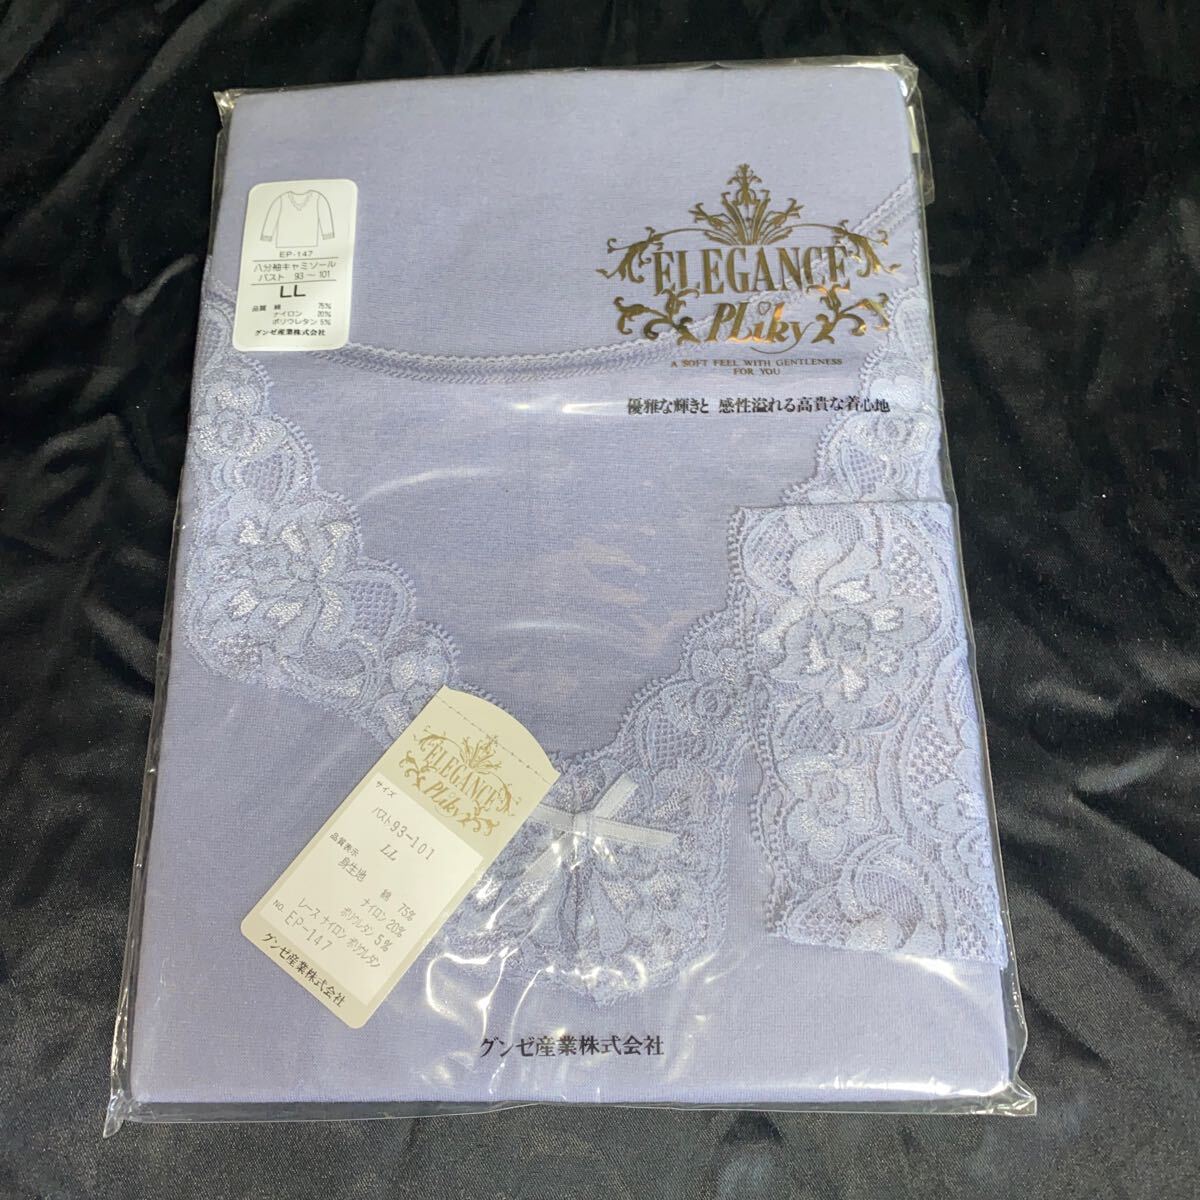 EP-147
八分袖キャミソール
バスト 93〜101
LL
品質 綿 75%
ナイロン 20%
ポリウレタン 5%
グンゼ産業株式会社
ELEGANCE
PLiky
A SOFT FEEL WITH GENTLENESS
FOR YOU
優雅な輝きと 感性溢れる高貴な着心地
ELEGANCE
PLiky
サイズ
バスト93-101
LL
品質表示
身生地
綿 75%
ナイロン 20%
ポリウレタン 5%
レース ナイロン ポリウレタン
NO. EP-147
グンゼ産業株式会社
グンゼ産業株式会社